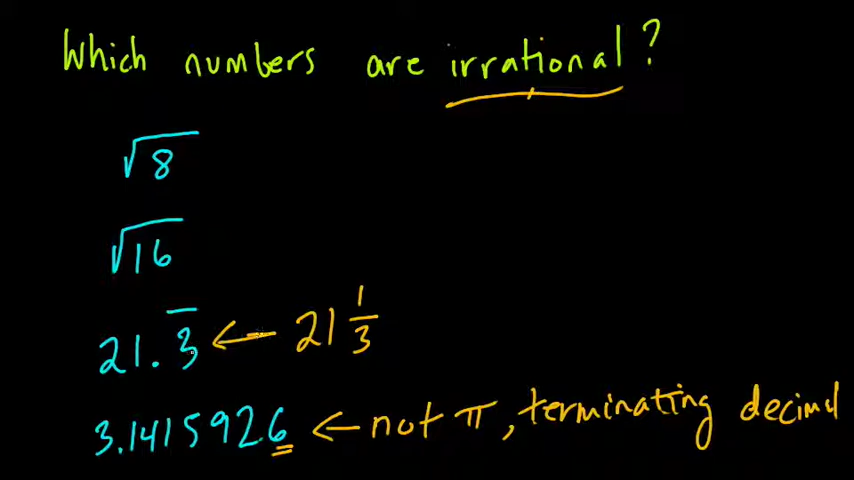 Which numbers are irrational?
√8
√16
21.3̅ ← 21 1/3
3.1415926 ← not π, terminating decimal